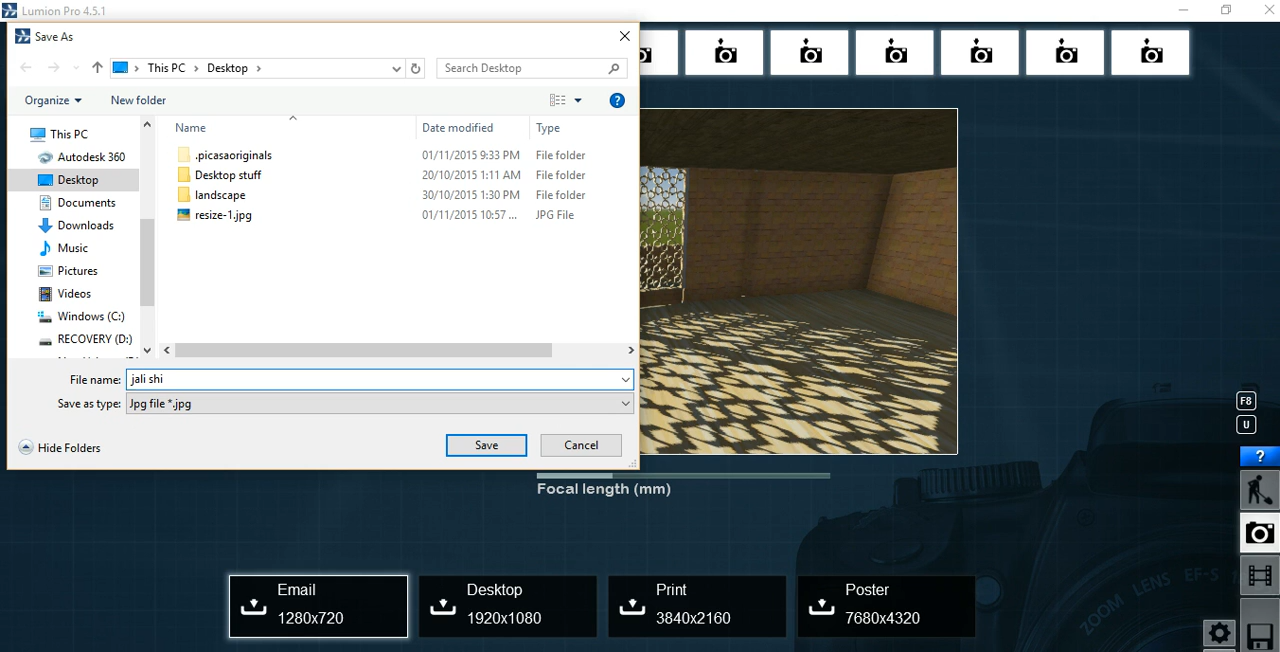 Lumion Pro 4.5.1
Save As
This PC
Desktop
Search Desktop
Organize
New folder
?
This PC
Autodesk 360
Desktop
Documents
Downloads
Music
Pictures
Videos
Windows (C:)
RECOVERY (D:)
Name
Date modified
Type
.picasaoriginals 01/11/2015 9:33 PM File folder
Desktop stuff 20/10/2015 1:11 AM File folder
landscape 30/10/2015 1:30 PM File folder
resize-1.jpg 01/11/2015 10:57 ... JPG File
File name: jali shi
Save as type: Jpg file *.jpg
Hide Folders
Save
Cancel
Focal length (mm)
F8
U
?
Email
1280x720
Desktop
1920x1080
Print
3840x2160
Poster
7680x4320
ZOOM LENS EF-S